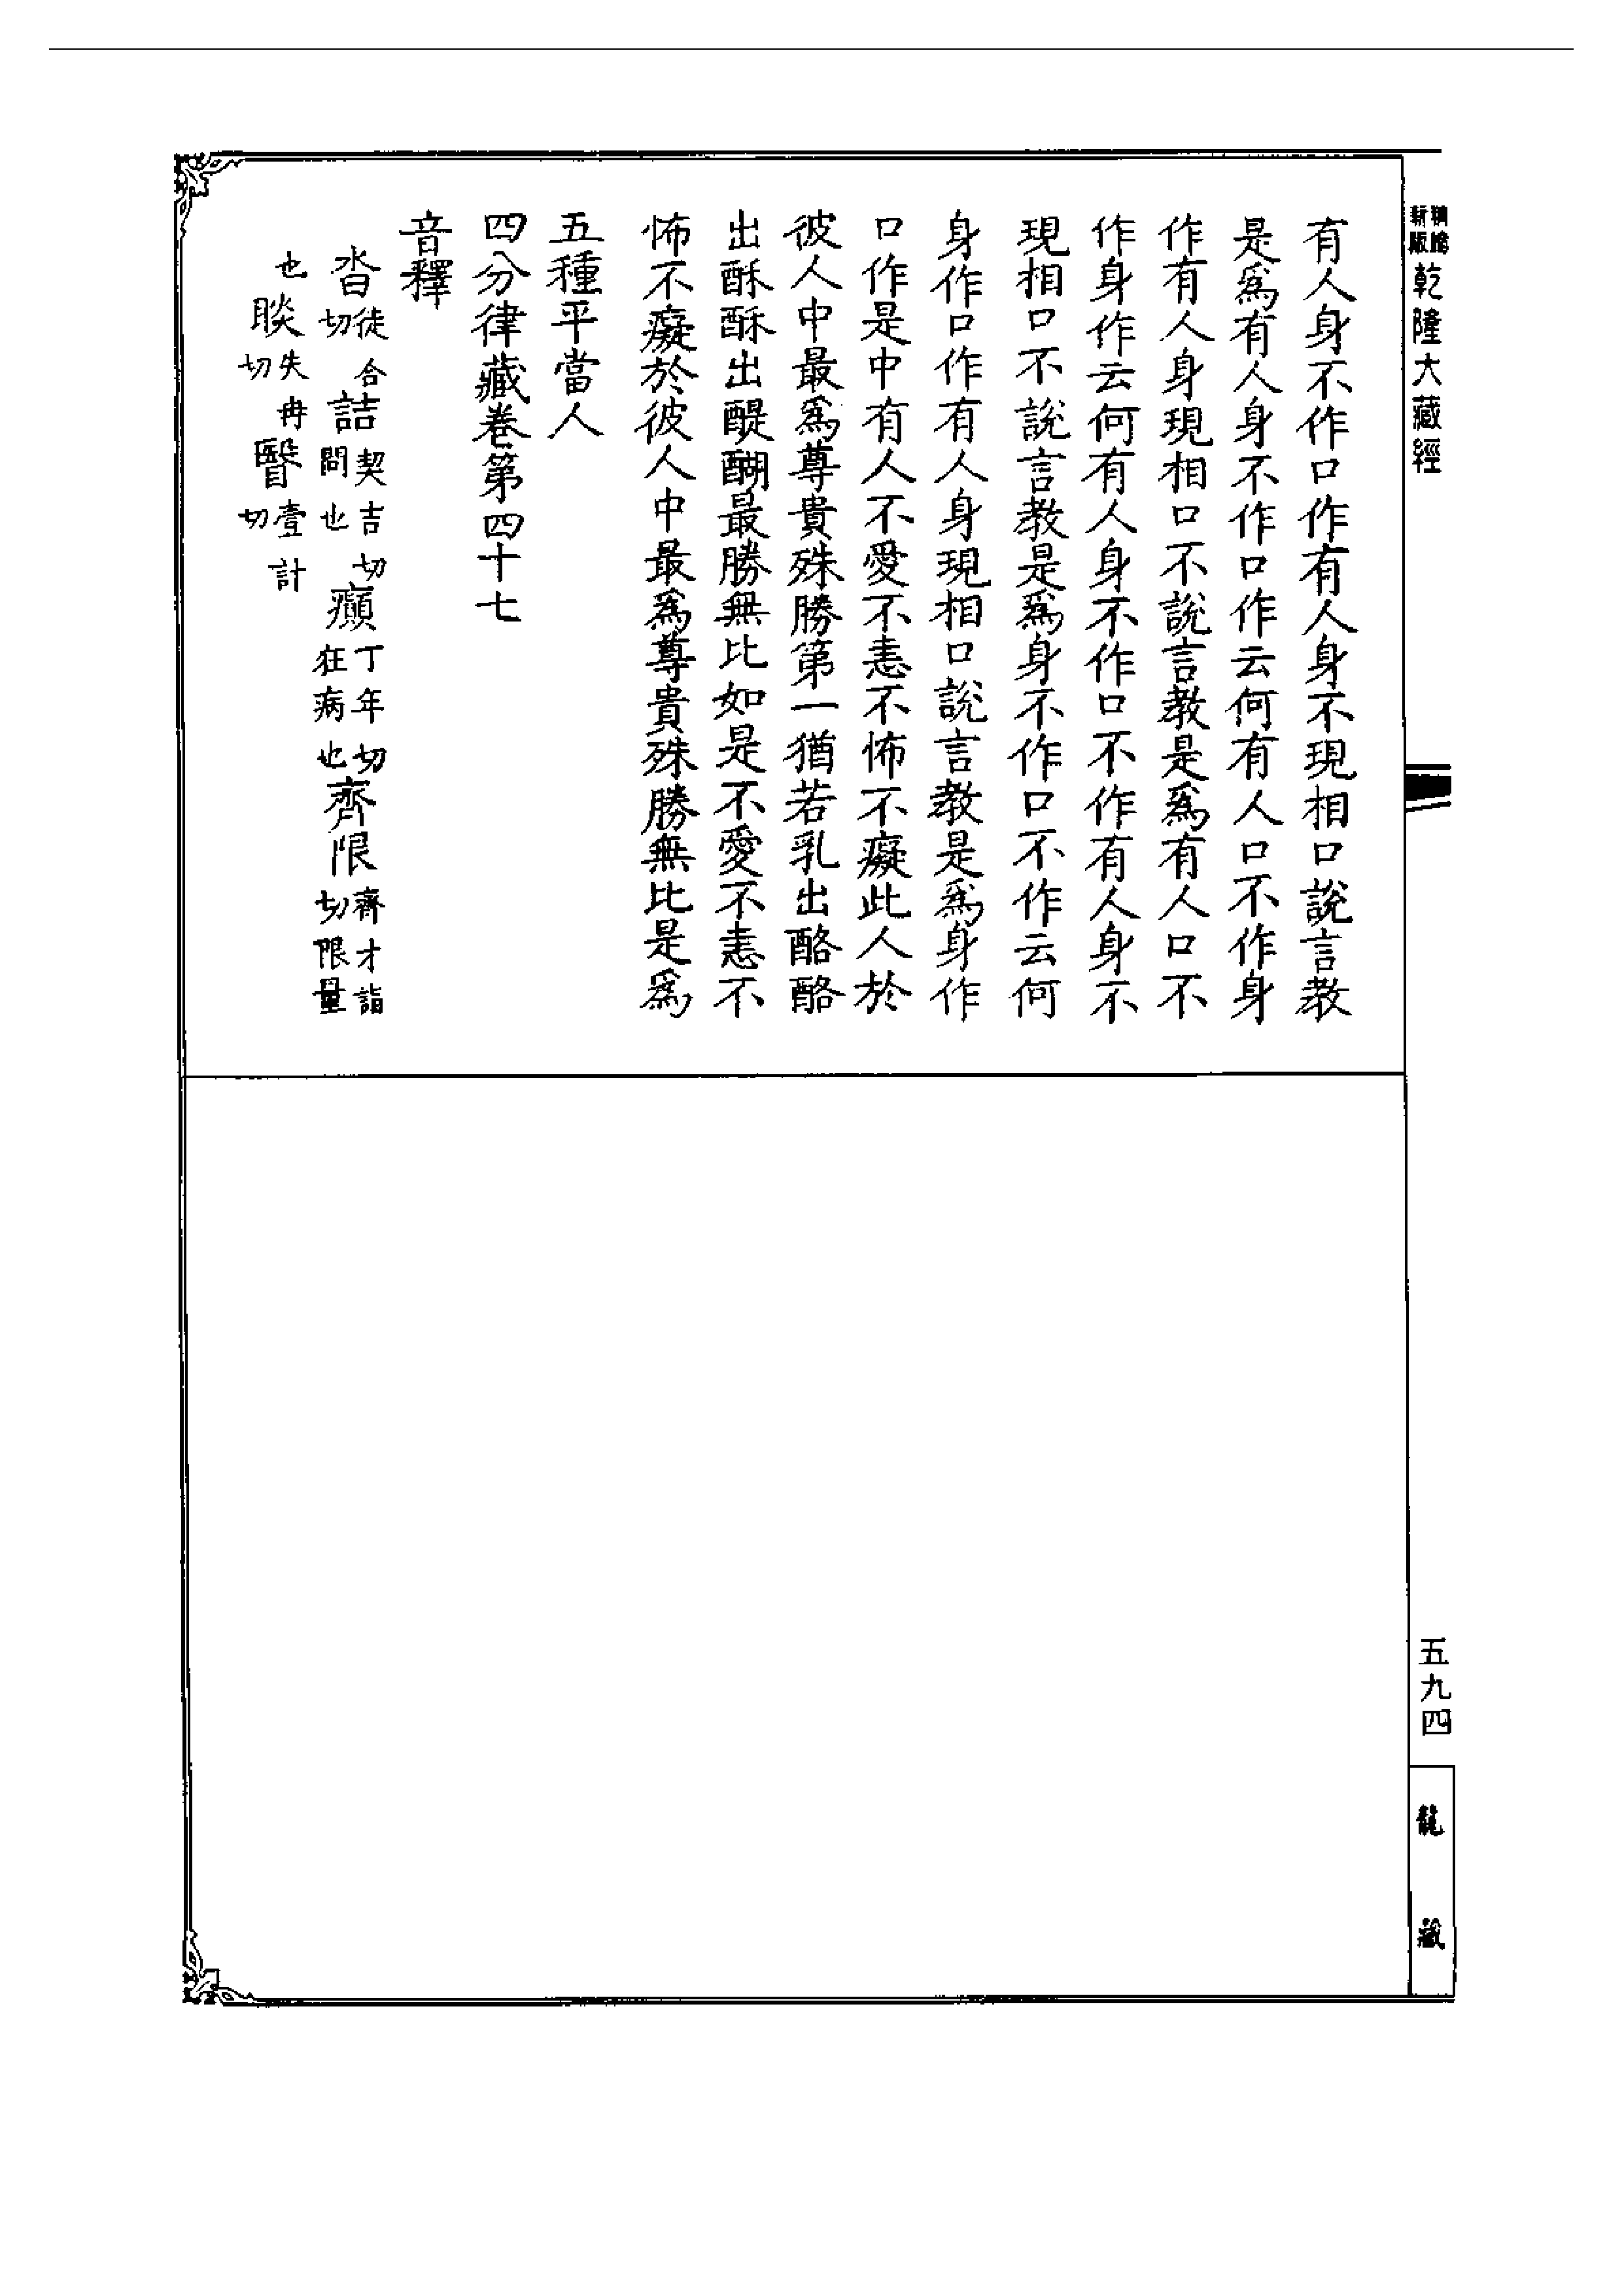 新版
乾隆大藏經
有人身不作口作有人身不現相口說言教
是爲有人身不作口作云何有人口不作身
作有人身現相口不說言教是爲有人口不
作身作云何有人身不作口不作有人身不
現相口不說言教是爲身不作口不作云何
身作口作有人身現相口說言教是爲身作
口作是中有人不愛不恚不怖不癡此人於
彼人中最爲尊貴殊勝第一猶若乳出酪酪
出酥酥出醍醐最勝無比如是不愛不恚不
怖不癡於彼人中最爲尊貴殊勝無比是爲
五種平當人
四分律藏卷第四十七
音釋
沓徒合切 詰契吉切問也 癲丁年切狂病也 齊限齊才詣切限量
也 睒失冉切 瞖壹計切
五九四
龍藏